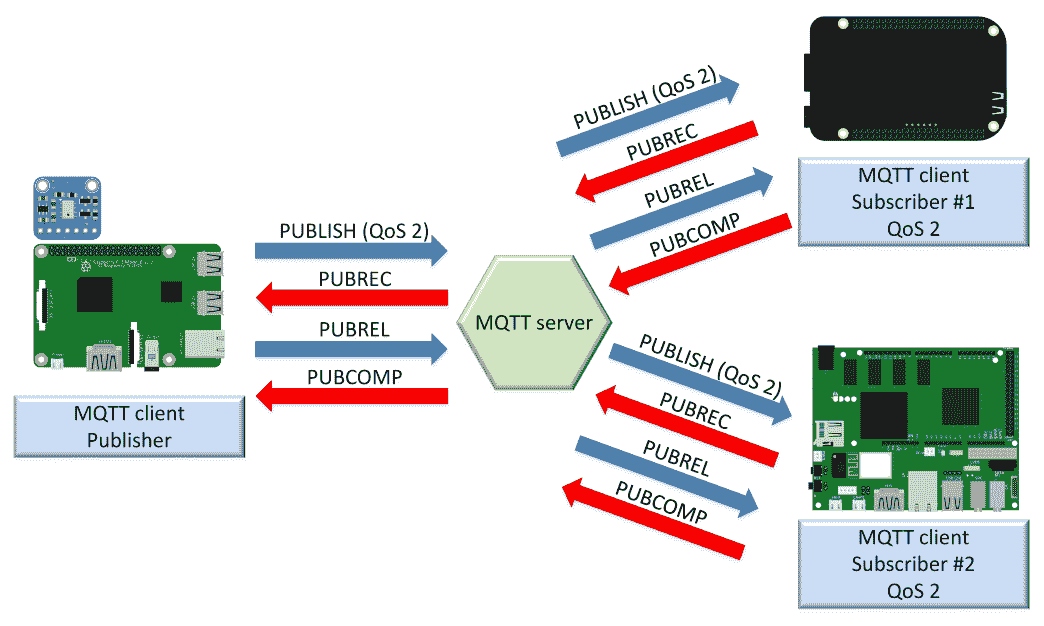 PUBLISH (QoS 2)
PUBREC
PUBREL
PUBCOMP
MQTT client
Publisher
MQTT server
PUBLISH (QoS 2)
PUBREC
PUBREL
PUBCOMP
MQTT client
Subscriber #1
QoS 2
PUBLISH (QoS 2)
PUBREC
PUBREL
PUBCOMP
MQTT client
Subscriber #2
QoS 2